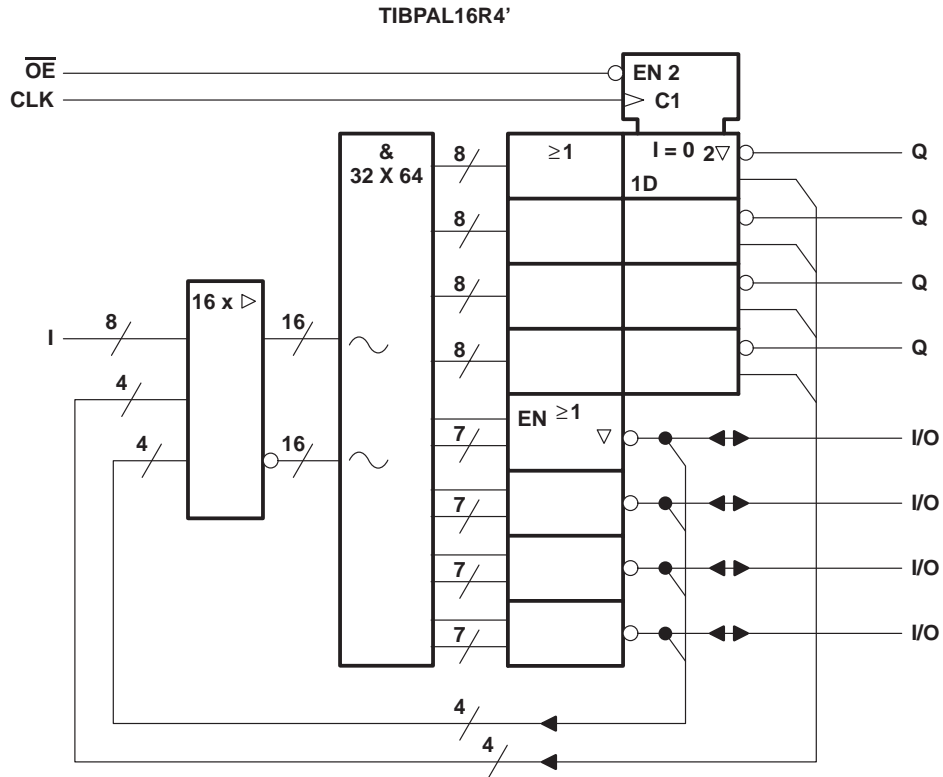 TIBPAL16R4'
OE
EN 2
CLK
C1
&
32 X 64
8
≥1
I = 0 2▽
Q
1D
8
Q
8
Q
16 x ▷
I
8
16
8
Q
4
EN ≥1
▽
7
I/O
4
16
7
I/O
7
I/O
7
I/O
4
4